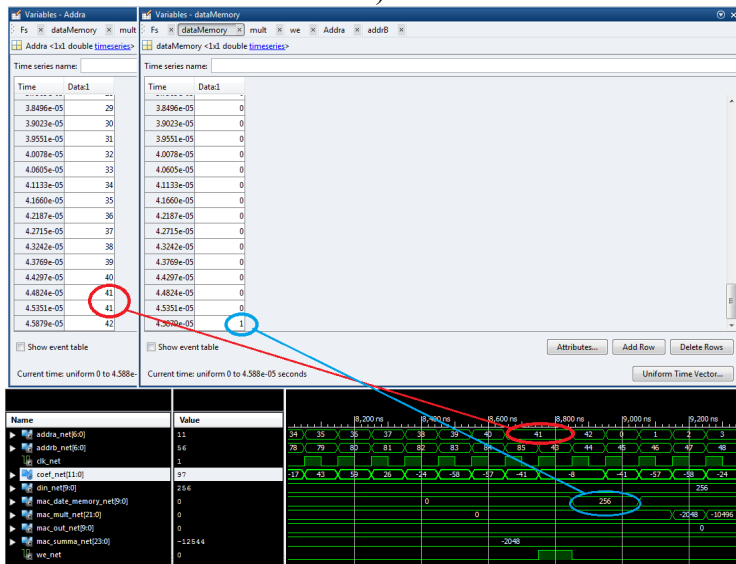 )
Variables - Addra
Variables - dataMemory
Fs × dataMemory × mult
Fs × dataMemory × mult × we × Addra × addrB ×
Addra <1x1 double timeseries>
dataMemory <1x1 double timeseries>
Time series name:
Time series name:
Time Data:1
Time Data:1
3.8496e-05 29
3.8496e-05 0
3.9023e-05 30
3.9023e-05 0
3.9551e-05 31
3.9551e-05 0
4.0078e-05 32
4.0078e-05 0
4.0605e-05 33
4.0605e-05 0
4.1133e-05 34
4.1133e-05 0
4.1660e-05 35
4.1660e-05 0
4.2187e-05 36
4.2187e-05 0
4.2715e-05 37
4.2715e-05 0
4.3242e-05 38
4.3242e-05 0
4.3769e-05 39
4.3769e-05 0
4.4297e-05 40
4.4297e-05 0
4.4824e-05 41
4.4824e-05 0
4.5351e-05 41
4.5351e-05 0
4.5879e-05 42
4.5879e-05 1
Show event table
Show event table
Attributes... Add Row Delete Rows
Current time: uniform 0 to 4.588e-
Current time: uniform 0 to 4.588e-05 seconds
Uniform Time Vector...
Name Value
8,200 ns 8,400 ns 8,600 ns 8,800 ns 9,000 ns 9,200 ns
addra_net[6:0] 11 34 35 36 37 38 39 40 41 42 0 1 2 3
addrb_net[6:0] 56 78 79 80 81 82 83 84 85 43 44 45 46 47 48
clk_net 1
coef_net[11:0] 97 -17 43 59 26 -24 -58 -57 -41 -8 -41 -57 -58 -24
din_net[9:0] 256 256
mac_date_memory_net[9:0] 0 0 256
mac_mult_net[21:0] 0 0 -2048 -10496
mac_out_net[9:0] 0 0
mac_summa_net[23:0] -12544 -2048
we_net 0